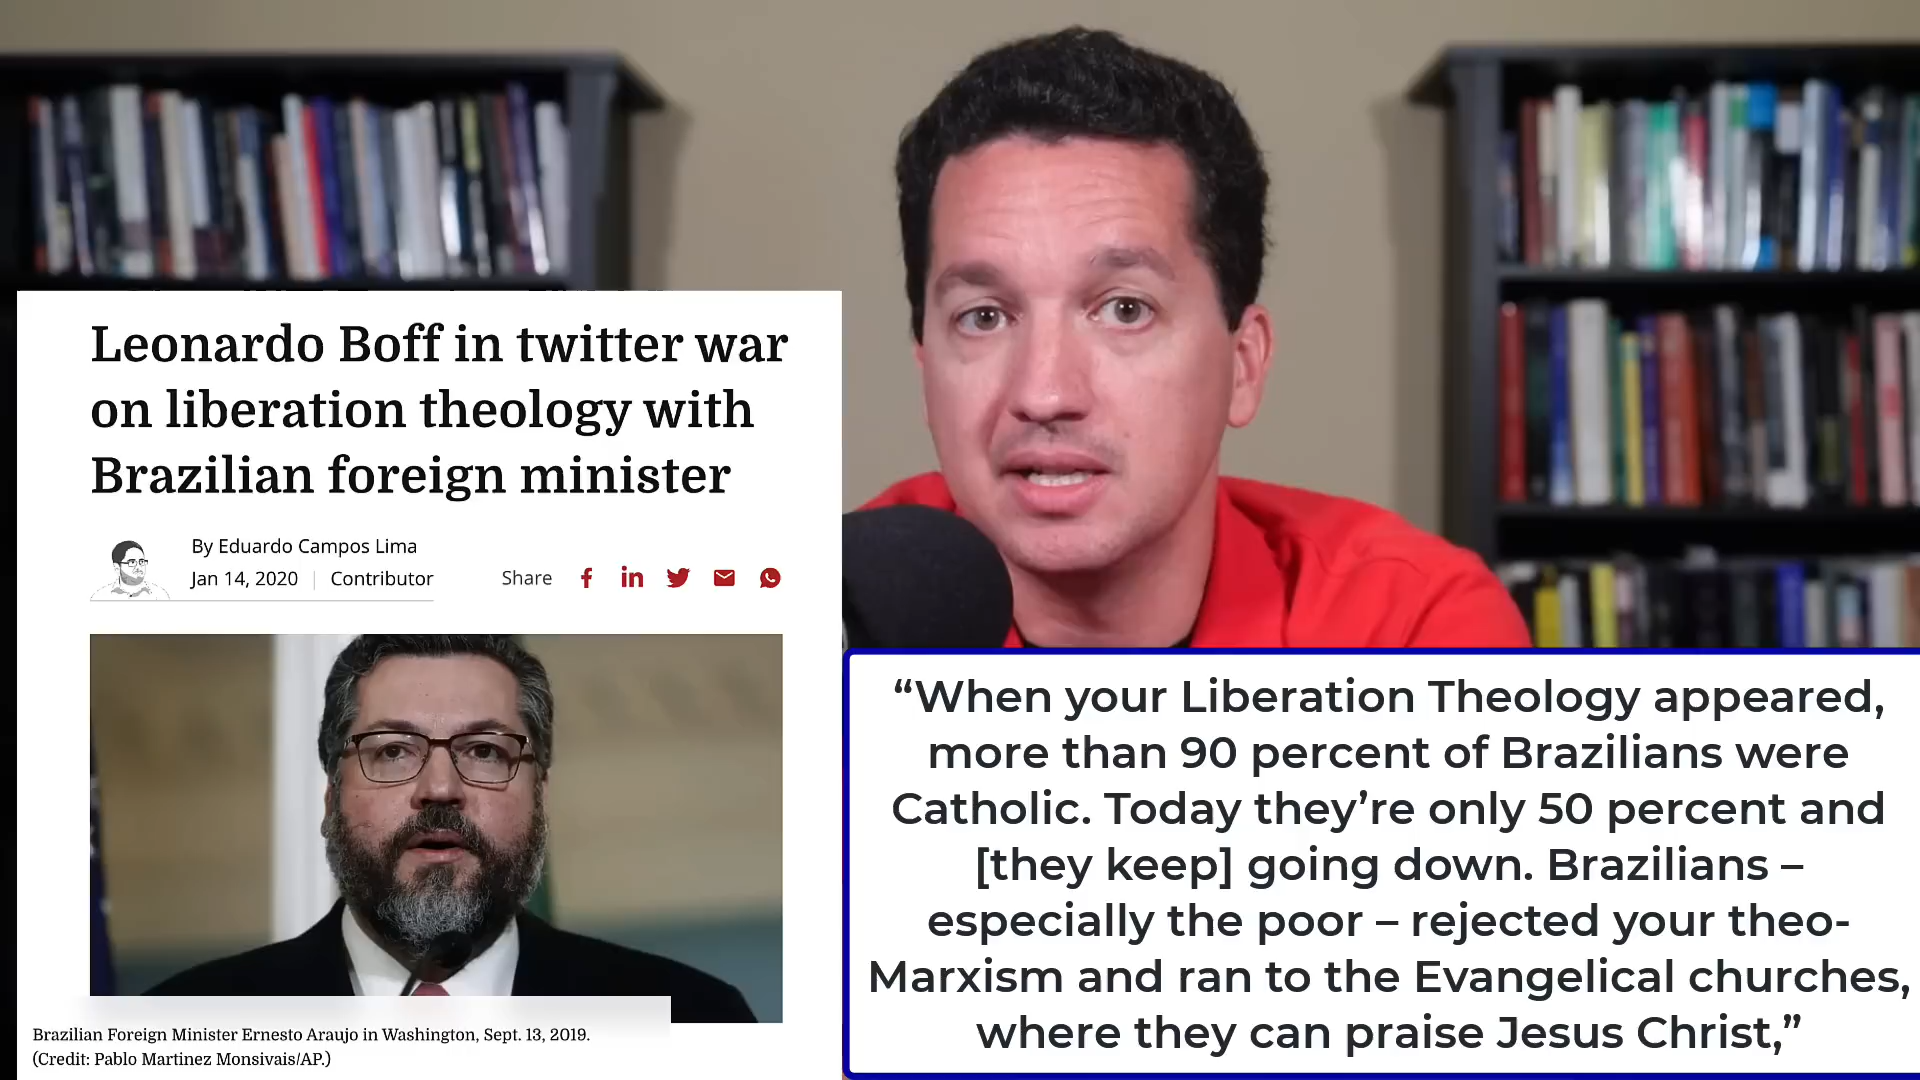 Leonardo Boff in twitter war
on liberation theology with
Brazilian foreign minister
By Eduardo Campos Lima
Jan 14, 2020 | Contributor
Share
Brazilian Foreign Minister Ernesto Araujo in Washington, Sept. 13, 2019.
(Credit: Pablo Martinez Monsivais/AP.)
“When your Liberation Theology appeared,
more than 90 percent of Brazilians were
Catholic. Today they’re only 50 percent and
[they keep] going down. Brazilians –
especially the poor – rejected your theo-
Marxism and ran to the Evangelical churches,
where they can praise Jesus Christ,”